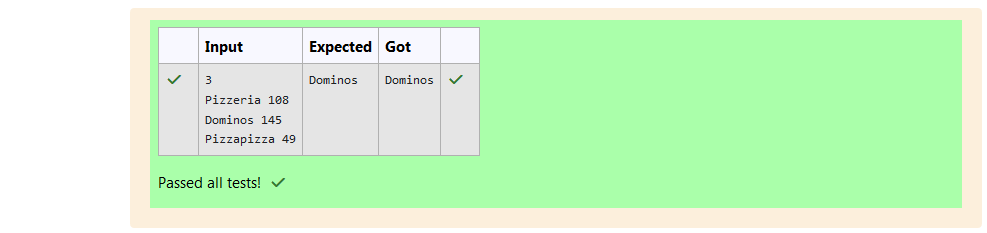 Input Expected Got
3 Dominos Dominos
Pizzeria 108
Dominos 145
Pizzapizza 49
Passed all tests!